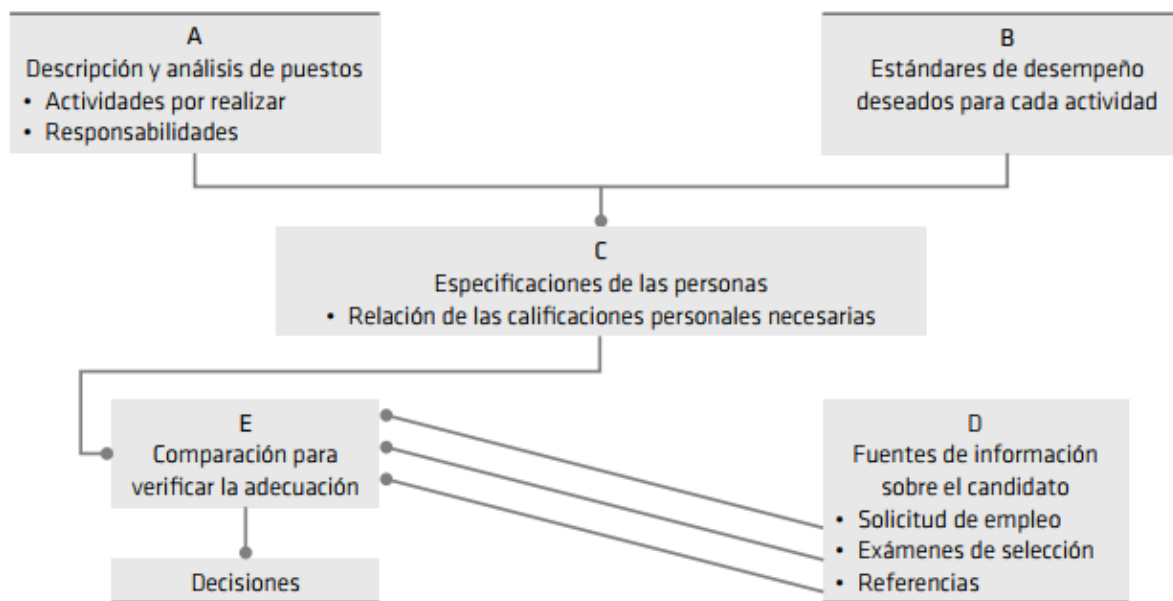 A
Descripción y análisis de puestos
• Actividades por realizar
• Responsabilidades
B
Estándares de desempeño
deseados para cada actividad
C
Especificaciones de las personas
• Relación de las calificaciones personales necesarias
E
Comparación para
verificar la adecuación
D
Fuentes de información
sobre el candidato
• Solicitud de empleo
• Exámenes de selección
• Referencias
Decisiones